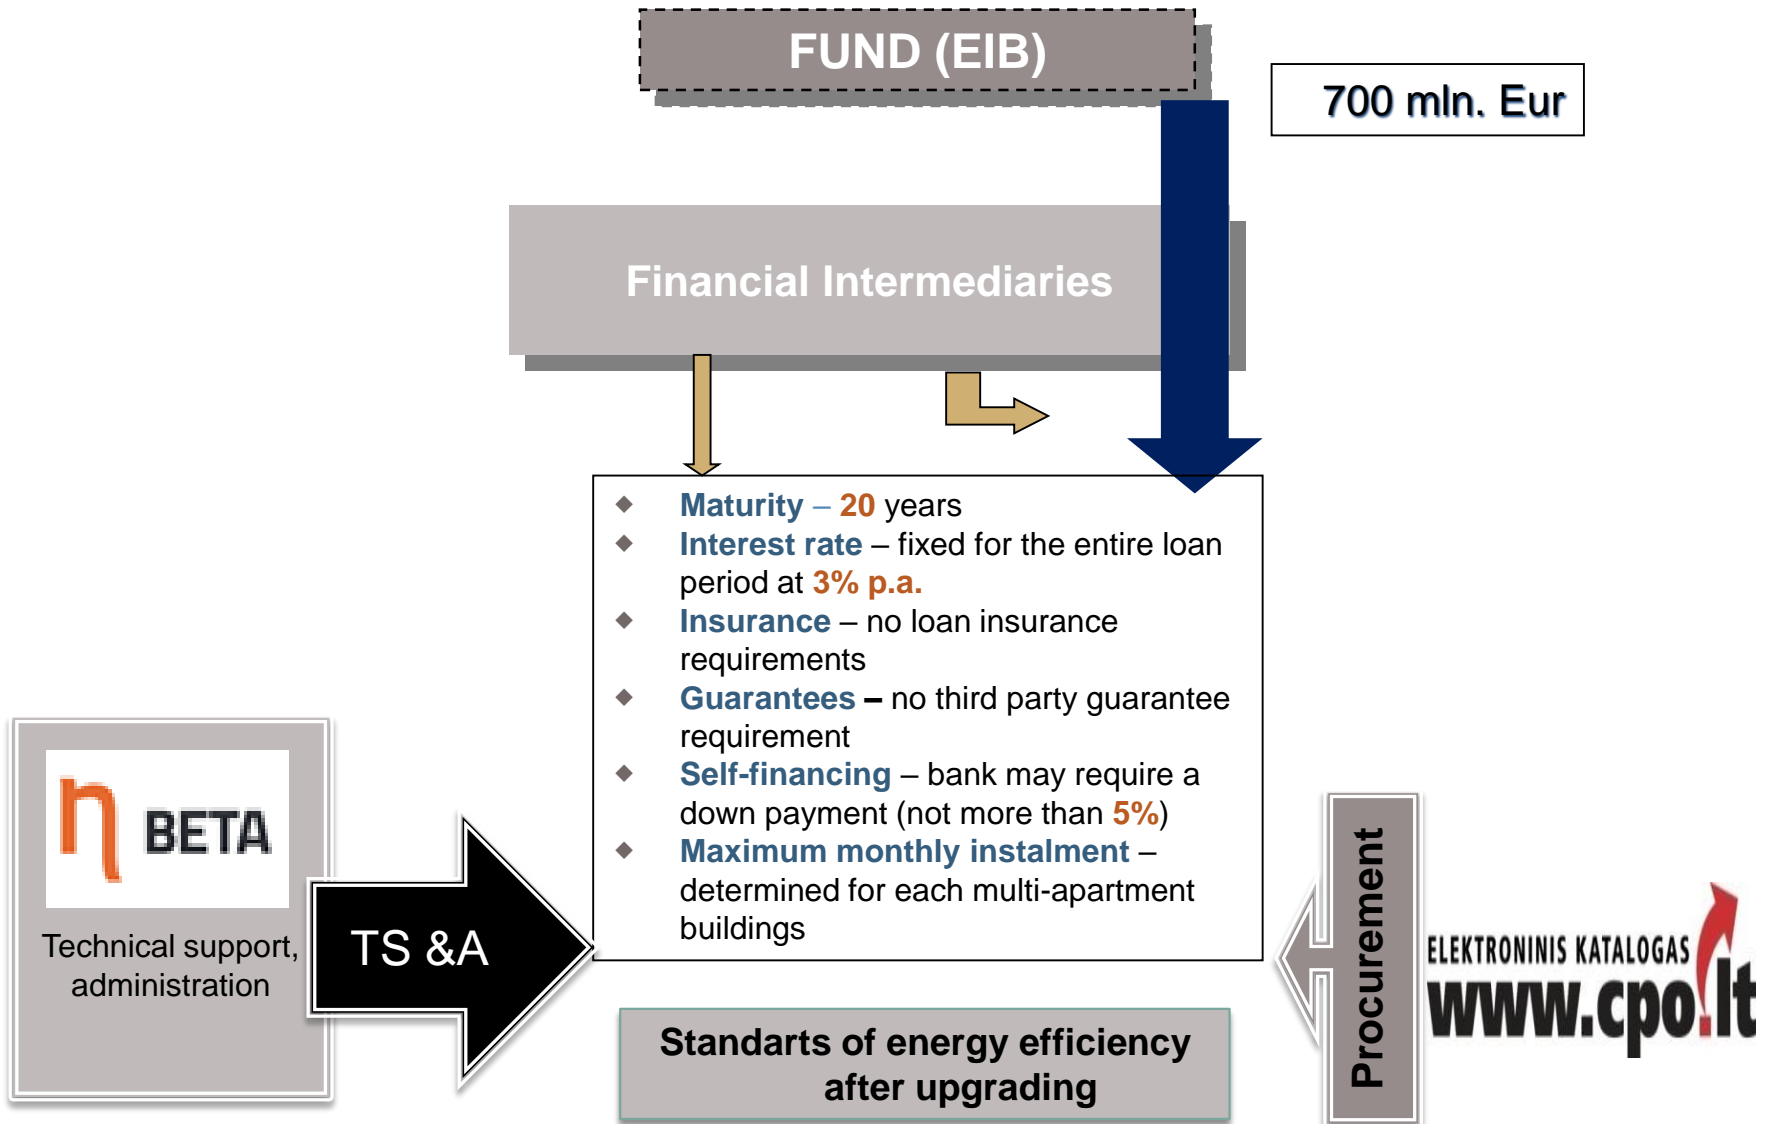 FUND (EIB)
700 mln. Eur
Financial Intermediaries
Maturity – 20 years
Interest rate – fixed for the entire loan
period at 3% p.a.
Insurance – no loan insurance
requirements
Guarantees – no third party guarantee
requirement
Self-financing – bank may require a
down payment (not more than 5%)
Maximum monthly instalment –
determined for each multi-apartment
buildings
η BETA
Technical support,
administration
TS &A
Standarts of energy efficiency
after upgrading
Procurement
ELEKTRONINIS KATALOGAS
www.cpo.lt